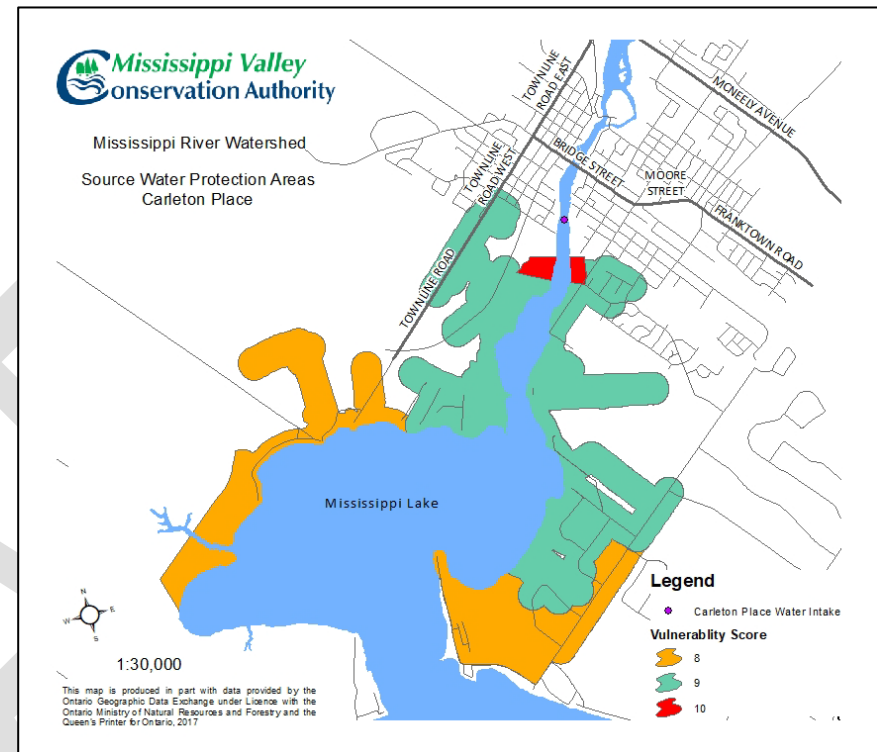 Mississippi Valley
Conservation Authority
Mississippi River Watershed
Source Water Protection Areas
Carleton Place
TOWNLINE
ROAD EAST
MCNEELY AVENUE
TOWNLINE
ROAD WEST
BRIDGE STREET
MOORE
STREET
FRANKTOWN ROAD
TOWNLINE ROAD
Mississippi Lake
N
W E
S
1:30,000
This map is produced in part with data provided by the
Ontario Geographic Data Exchange under Licence with the
Ontario Ministry of Natural Resources and Forestry and the
Queen's Printer for Ontario, 2017
Legend
Carleton Place Water Intake
Vulnerablity Score
8
9
10